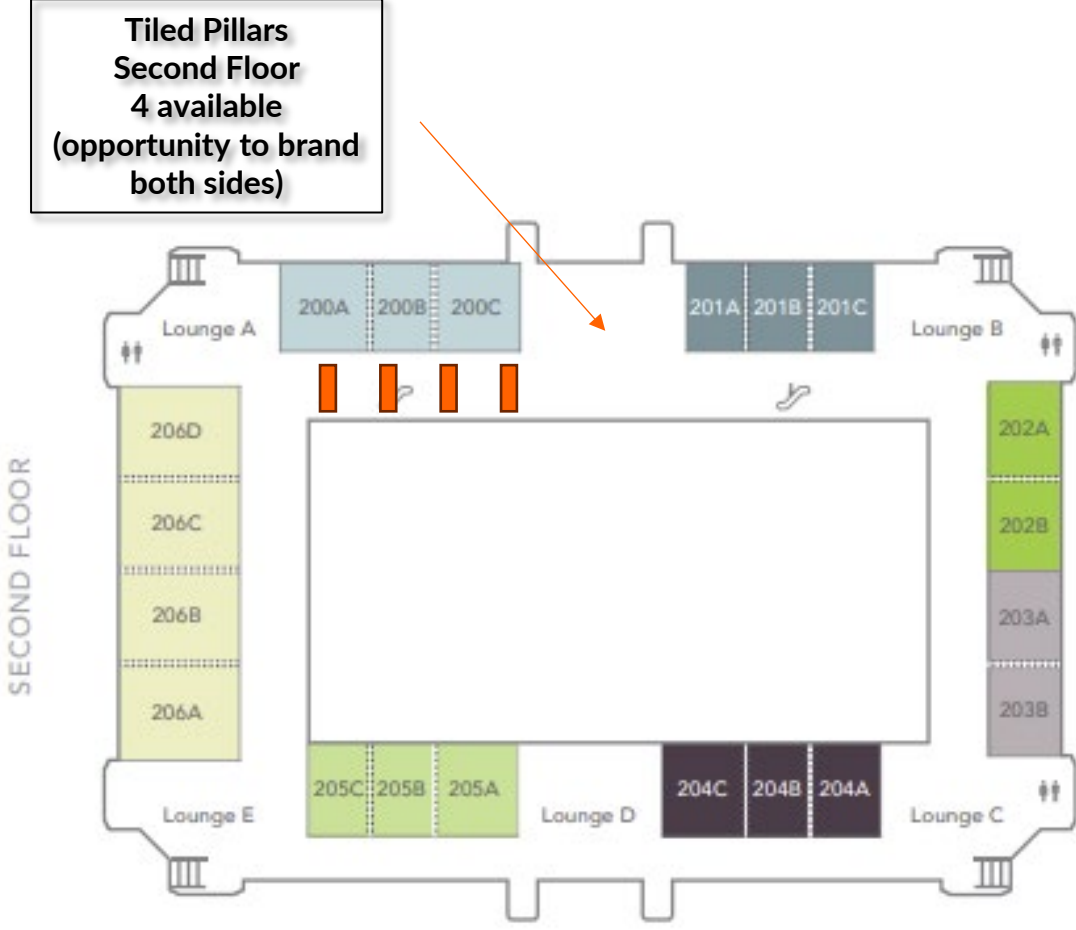 Tiled Pillars
Second Floor
4 available
(opportunity to brand
both sides)
200A 200B 200C
201A 201B 201C
Lounge A
Lounge B
206D
202A
206C
202B
SECOND FLOOR
206B
203A
206A
203B
205C 205B 205A
204C 204B 204A
Lounge E
Lounge D
Lounge C